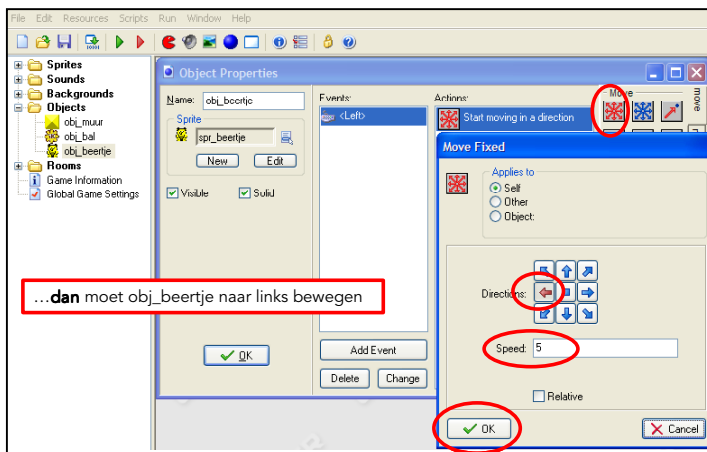 File Edit Resources Scripts Run Window Help
Sprites
Sounds
Backgrounds
Objects
obj_muur
obj_bal
obj_beertje
Rooms
Game Information
Global Game Settings
Object Properties
Name: obj_beertje
Sprite
spr_beertje
New Edit
Visible Solid
OK
Events:
<Left>
Add Event
Delete Change
Actions:
Start moving in a direction
Move
move
Move Fixed
Applies to
Self
Other
Object:
Directions:
Speed: 5
Relative
OK Cancel
...dan moet obj_beertje naar links bewegen